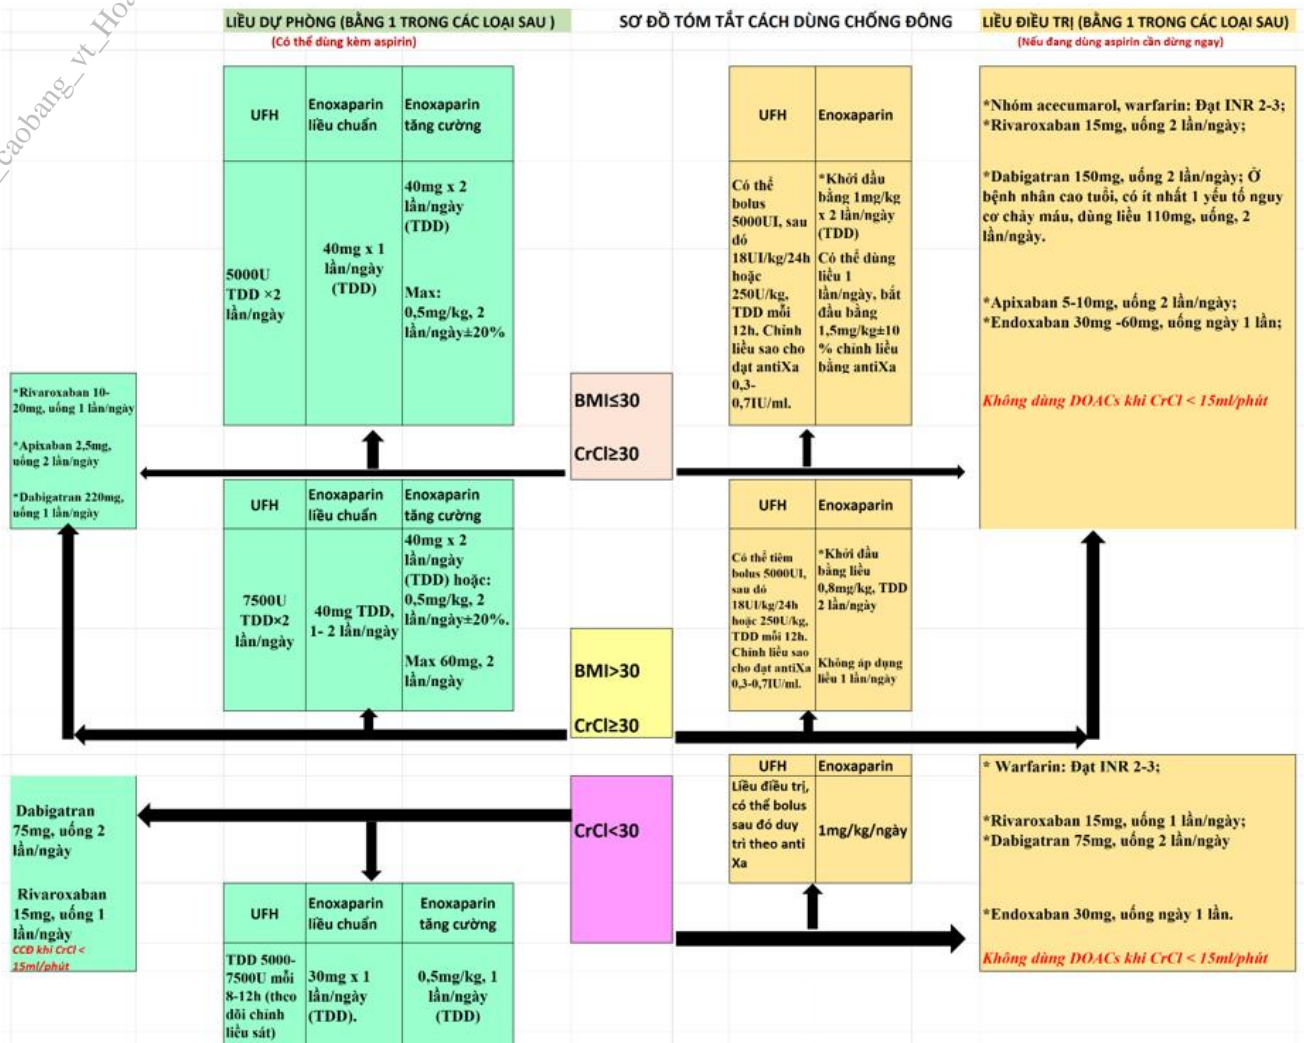 _caobang_vt_Hoa
LIỀU DỰ PHÒNG (BẰNG 1 TRONG CÁC LOẠI SAU )
(Có thể dùng kèm aspirin)
SƠ ĐỒ TÓM TẮT CÁCH DÙNG CHỐNG ĐÔNG
LIỀU ĐIỀU TRỊ (BẰNG 1 TRONG CÁC LOẠI SAU)
(Nếu đang dùng aspirin cần dừng ngay)
UFH
Enoxaparin
liều chuẩn
Enoxaparin
tăng cường
5000U
TDD ×2
lần/ngày
40mg x 1
lần/ngày
(TDD)
40mg x 2
lần/ngày
(TDD)
Max:
0,5mg/kg, 2
lần/ngày±20%
UFH
Enoxaparin
Có thể
bolus
5000UI, sau
đó
18UI/kg/24h
hoặc
250U/kg,
TDD mỗi
12h. Chỉnh
liều sao cho
đạt antiXa
0,3-
0,7IU/ml.
*Khởi đầu
bằng 1mg/kg
x 2 lần/ngày
(TDD)
Có thể dùng
liều 1
lần/ngày, bắt
đầu bằng
1,5mg/kg±10
% chỉnh liều
bằng antiXa
*Nhóm acecumarol, warfarin: Đạt INR 2-3;
*Rivaroxaban 15mg, uống 2 lần/ngày;
*Dabigatran 150mg, uống 2 lần/ngày; Ở
bệnh nhân cao tuổi, có ít nhất 1 yếu tố nguy
cơ chảy máu, dùng liều 110mg, uống, 2
lần/ngày.
*Apixaban 5-10mg, uống 2 lần/ngày;
*Endoxaban 30mg -60mg, uống ngày 1 lần;
Không dùng DOACs khi CrCl < 15ml/phút
*Rivaroxaban 10-
20mg, uống 1 lần/ngày
*Apixaban 2,5mg,
uống 2 lần/ngày
*Dabigatran 220mg,
uống 1 lần/ngày
BMI≤30
CrCl≥30
UFH
Enoxaparin
liều chuẩn
Enoxaparin
tăng cường
7500U
TDD×2
lần/ngày
40mg TDD,
1- 2 lần/ngày
40mg x 2
lần/ngày
(TDD) hoặc:
0,5mg/kg, 2
lần/ngày±20%.
Max 60mg, 2
lần/ngày
BMI>30
CrCl≥30
UFH
Enoxaparin
Có thể tiêm
bolus 5000UI,
sau đó
18UI/kg/24h
hoặc 250U/kg,
TDD mỗi 12h.
Chỉnh liều sao
cho đạt antiXa
0,3-0,7IU/ml.
*Khởi đầu
bằng liều
0,8mg/kg, TDD
2 lần/ngày
Không áp dụng
liều 1 lần/ngày
Dabigatran
75mg, uống 2
lần/ngày
Rivaroxaban
15mg, uống 1
lần/ngày
CCĐ khi CrCl <
15ml/phút
CrCl<30
UFH
Enoxaparin
Liều điều trị,
có thể bolus
sau đó duy
trì theo anti
Xa
1mg/kg/ngày
* Warfarin: Đạt INR 2-3;
*Rivaroxaban 15mg, uống 1 lần/ngày;
*Dabigatran 75mg, uống 2 lần/ngày
*Endoxaban 30mg, uống ngày 1 lần.
Không dùng DOACs khi CrCl < 15ml/phút
UFH
Enoxaparin
liều chuẩn
Enoxaparin
tăng cường
TDD 5000-
7500U mỗi
8-12h (theo
dõi chỉnh
liều sát)
30mg x 1
lần/ngày
(TDD).
0,5mg/kg, 1
lần/ngày
(TDD)